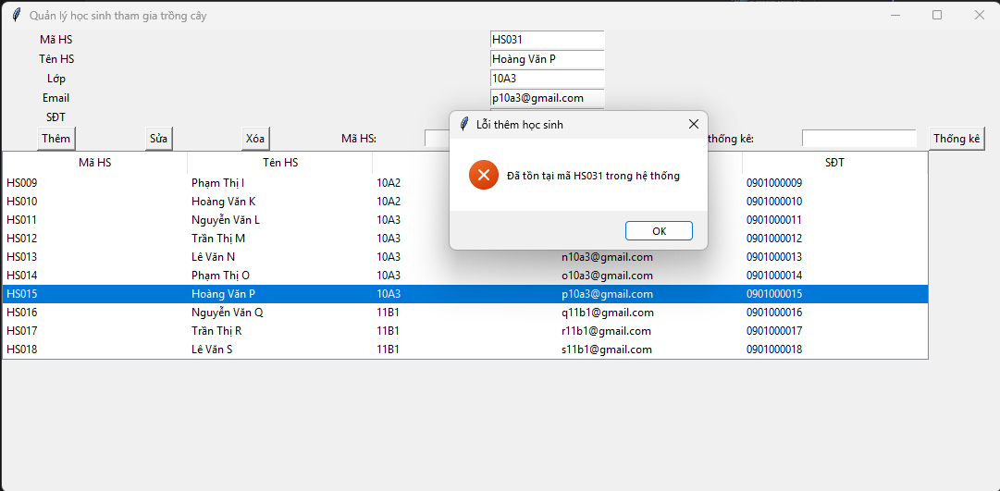 Quản lý học sinh tham gia trồng cây
Mã HS HS031
Tên HS Hoàng Văn P
Lớp 10A3
Email p10a3@gmail.com
SĐT
Thêm Sửa Xóa Mã HS: thống kê: Thống kê
Lỗi thêm học sinh
Đã tồn tại mã HS031 trong hệ thống
OK
Mã HS Tên HS SĐT
HS009 Phạm Thị I 10A2 0901000009
HS010 Hoàng Văn K 10A2 0901000010
HS011 Nguyễn Văn L 10A3 0901000011
HS012 Trần Thị M 10A3 0901000012
HS013 Lê Văn N 10A3 n10a3@gmail.com 0901000013
HS014 Phạm Thị O 10A3 o10a3@gmail.com 0901000014
HS015 Hoàng Văn P 10A3 p10a3@gmail.com 0901000015
HS016 Nguyễn Văn Q 11B1 q11b1@gmail.com 0901000016
HS017 Trần Thị R 11B1 r11b1@gmail.com 0901000017
HS018 Lê Văn S 11B1 s11b1@gmail.com 0901000018